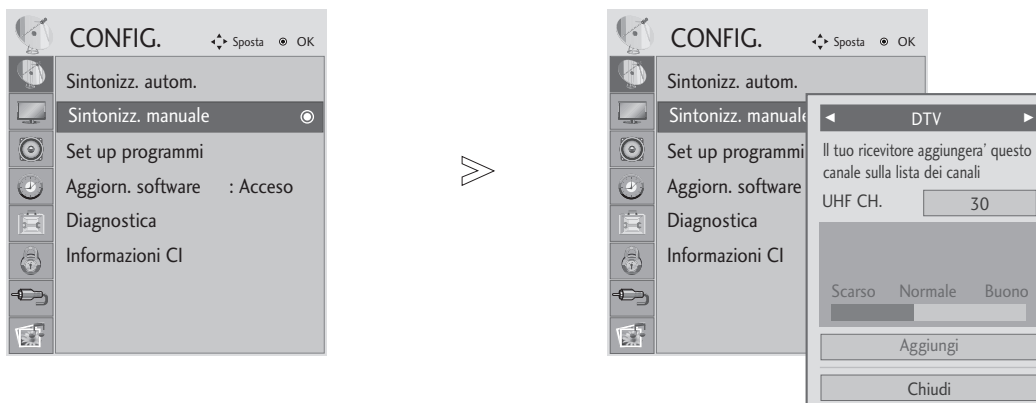 CONFIG. Sposta OK
Sintonizz. autom.
Sintonizz. manuale
Set up programmi
Aggiorn. software : Acceso
Diagnostica
Informazioni CI
CONFIG. Sposta OK
Sintonizz. autom.
Sintonizz. manuale
Set up programmi
Aggiorn. software
Diagnostica
Informazioni CI
DTV
Il tuo ricevitore aggiungera' questo
canale sulla lista dei canali
UHF CH. 30
Scarso Normale Buono
Aggiungi
Chiudi